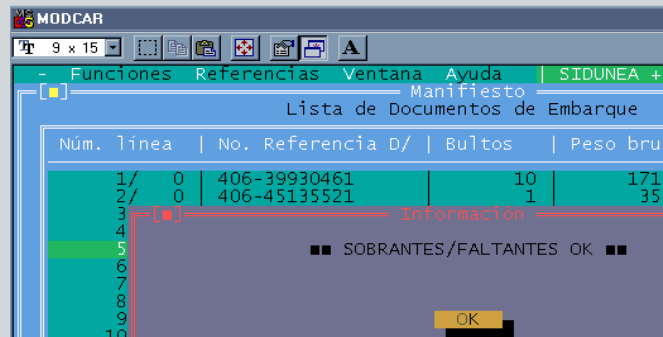 MODCAR
9 x 15
A
- Funciones Referencias Ventana Ayuda | SIDUNEA +
Manifiesto
Lista de Documentos de Embarque
Núm. línea | No. Referencia D/ | Bultos | Peso bru
1/ 0 406-39930461 10 171
2/ 0 406-45135521 1 35
3 Información
4
5 SOBRANTES/FALTANTES OK
6
7
8
9 OK
10